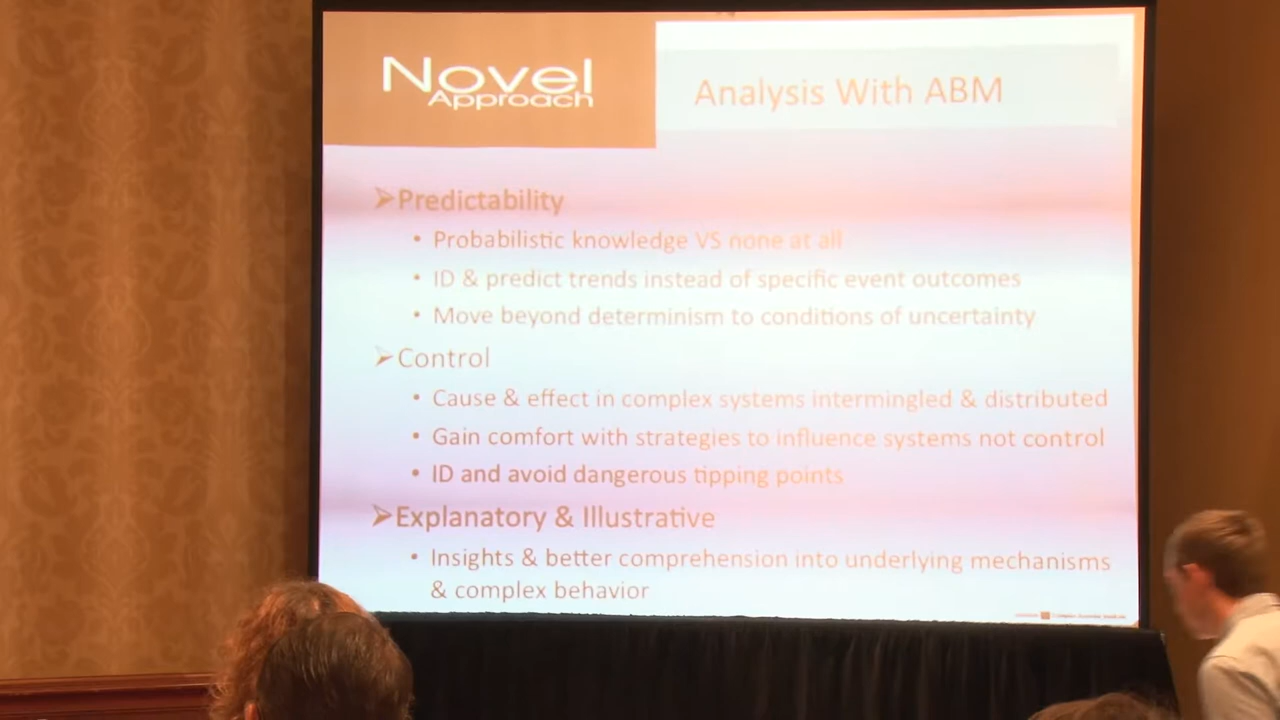 Novel
Approach
Analysis With ABM
➢Predictability
• Probabilistic knowledge VS none at all
• ID & predict trends instead of specific event outcomes
• Move beyond determinism to conditions of uncertainty
➢Control
• Cause & effect in complex systems intermingled & distributed
• Gain comfort with strategies to influence systems not control
• ID and avoid dangerous tipping points
➢Explanatory & Illustrative
• Insights & better comprehension into underlying mechanisms
& complex behavior